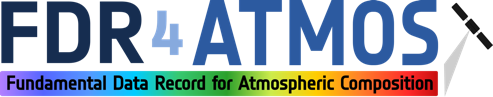 FDR4ATMOS
Fundamental Data Record for Atmospheric Composition